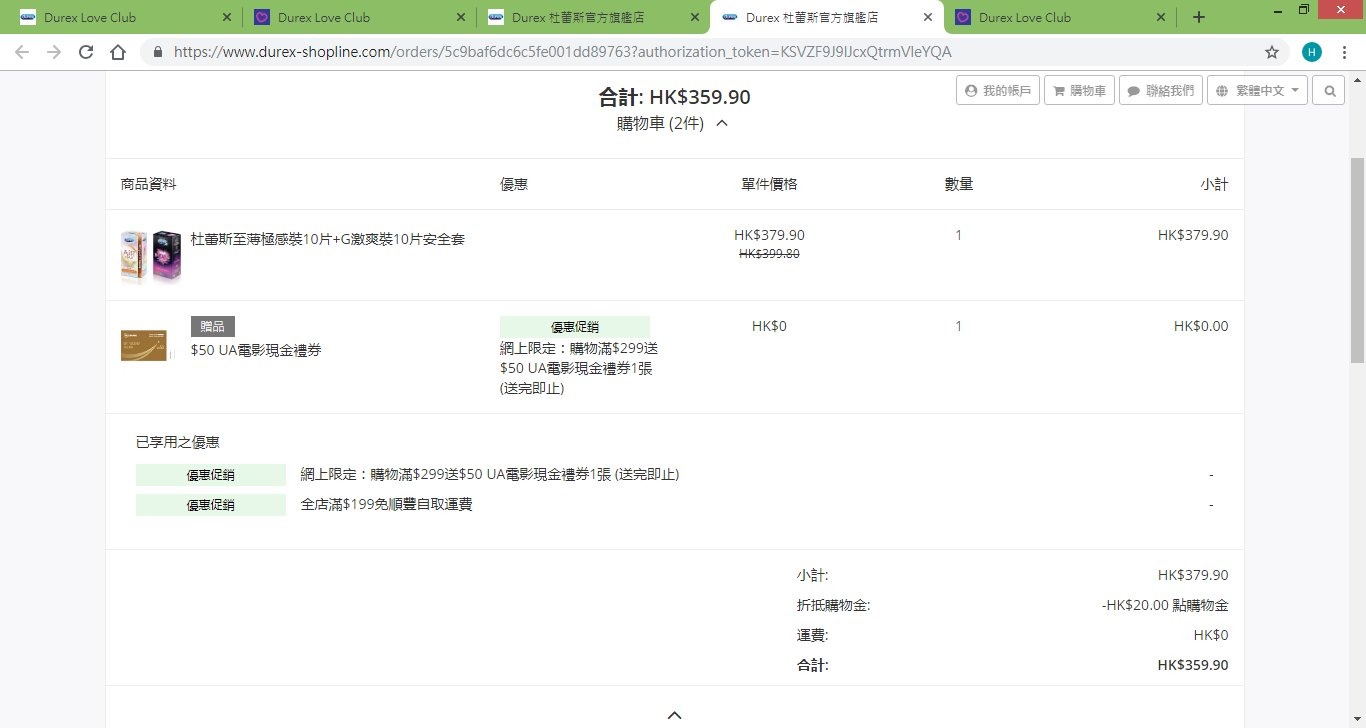 Durex Love Club
Durex Love Club
Durex 杜蕾斯官方旗艦店
Durex 杜蕾斯官方旗艦店
Durex Love Club
https://www.durex-shopline.com/orders/5c9baf6dc6c5fe001dd89763?authorization_token=KSVZF9J9IJcxQtrmVIeYQA
H
我的帳戶
購物車
聯絡我們
繁體中文
合計: HK$359.90
購物車 (2件)
商品資料 優惠 單件價格 數量 小計
杜蕾斯至薄極感裝10片+G激爽裝10片安全套 HK$379.90 1 HK$379.90
HK$399.80
贈品 優惠促銷 HK$0 1 HK$0.00
$50 UA電影現金禮券 網上限定：購物滿$299送
$50 UA電影現金禮券1張
(送完即止)
已享用之優惠
優惠促銷 網上限定：購物滿$299送$50 UA電影現金禮券1張 (送完即止) -
優惠促銷 全店滿$199免順豐自取運費 -
小計: HK$379.90
折抵購物金: -HK$20.00 點購物金
運費: HK$0
合計: HK$359.90